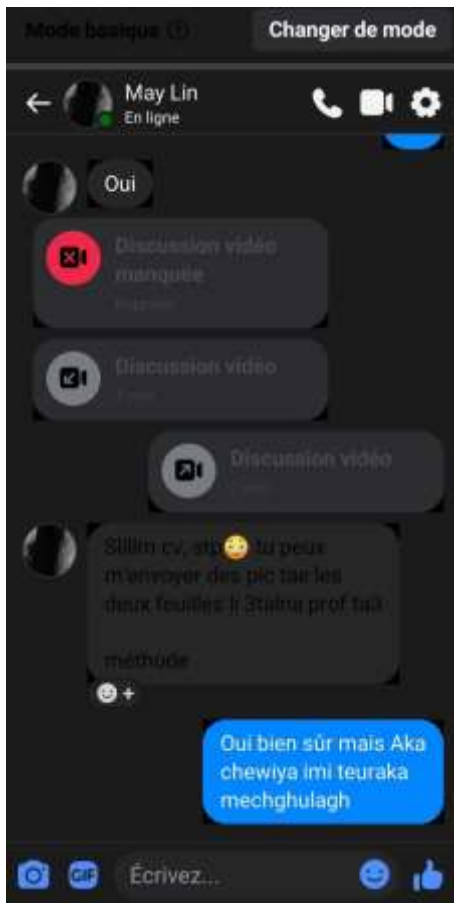 Mode basique
Changer de mode
May Lin
En ligne
Oui
Discussion vidéo
manquée
Discussion vidéo
Discussion vidéo
cv, stp😳 tu peux
m'envoyer des pic tae les
deux feuilles li 3talna prof ta3
méthode
Oui bien sûr mais Aka
chewiya imi teuraka
mechghulagh
GIF
Écrivez...